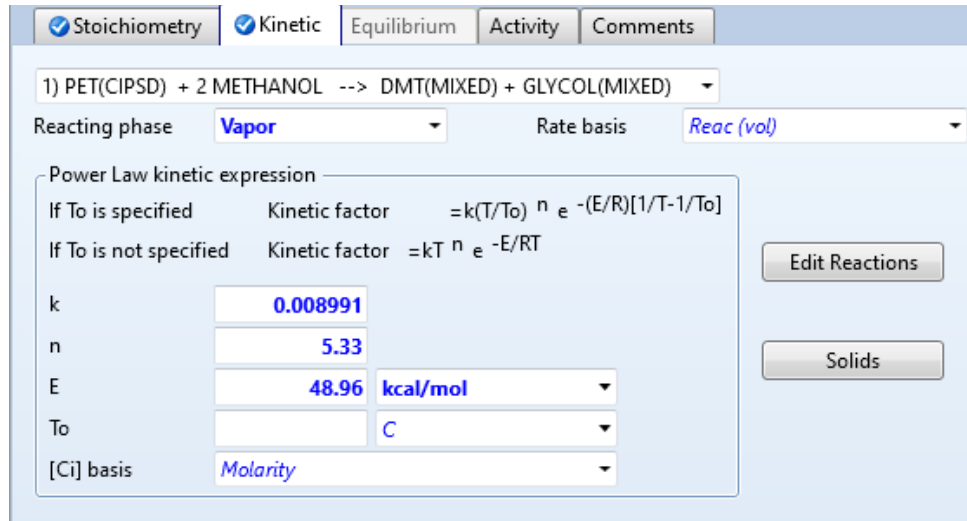 Stoichiometry Kinetic Equilibrium Activity Comments
1) PET(CIPSD) + 2 METHANOL --> DMT(MIXED) + GLYCOL(MIXED)
Reacting phase Vapor Rate basis Reac (vol)
Power Law kinetic expression
If To is specified Kinetic factor =k(T/To) n e -(E/R)[1/T-1/To]
If To is not specified Kinetic factor =kT n e -E/RT
Edit Reactions
k 0.008991
n 5.33
Solids
E 48.96 kcal/mol
To C
[Ci] basis Molarity